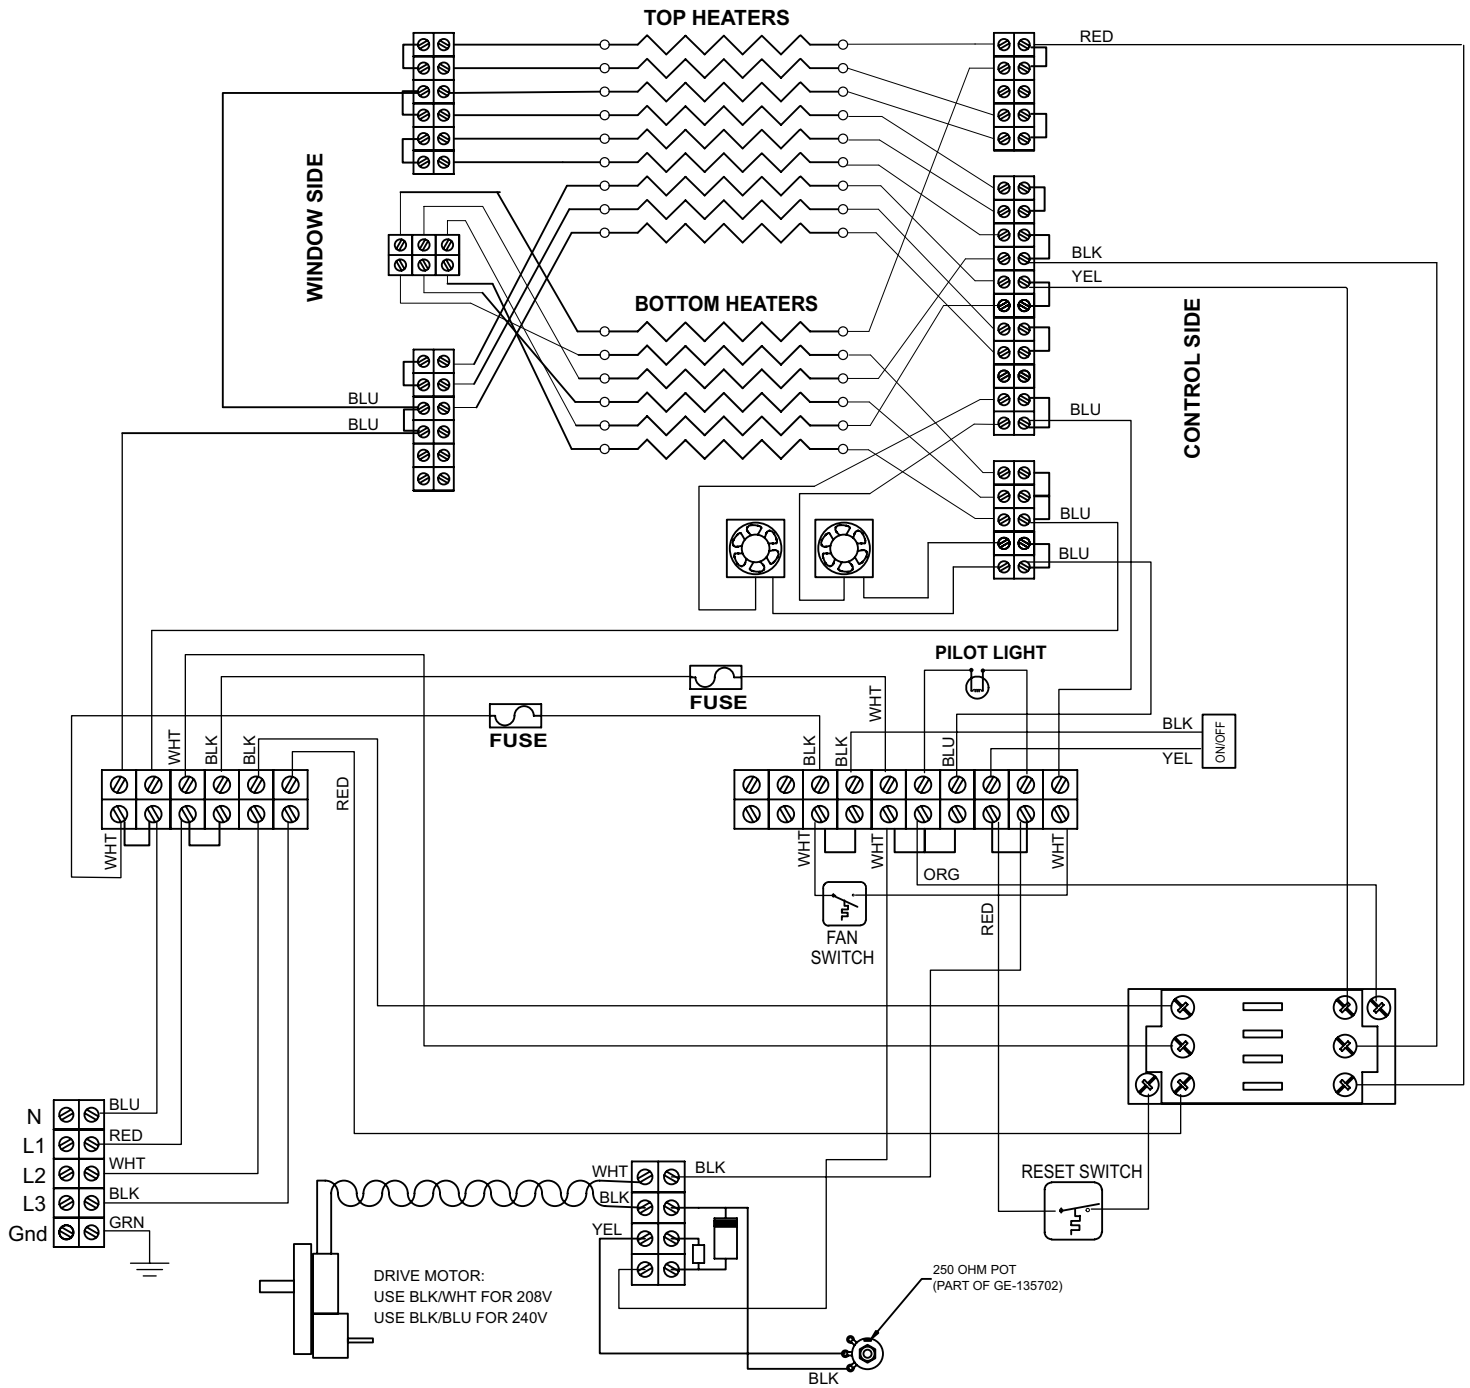 TOP HEATERS
RED
WINDOW SIDE
BLK
YEL
BOTTOM HEATERS
CONTROL SIDE
BLU
BLU
BLU
BLU
BLU
PILOT LIGHT
FUSE
WHT
FUSE
WHT
BLK
BLK
RED
BLK
BLK
BLU
BLK
YEL
ON/OFF
WHT
WHT
WHT
WHT
ORG
RED
FAN
SWITCH
N
BLU
L1
RED
L2
WHT
L3
BLK
Gnd
GRN
WHT
BLK
BLK
YEL
RESET SWITCH
DRIVE MOTOR:
USE BLK/WHT FOR 208V
USE BLK/BLU FOR 240V
250 OHM POT
(PART OF GE-135702)
BLK